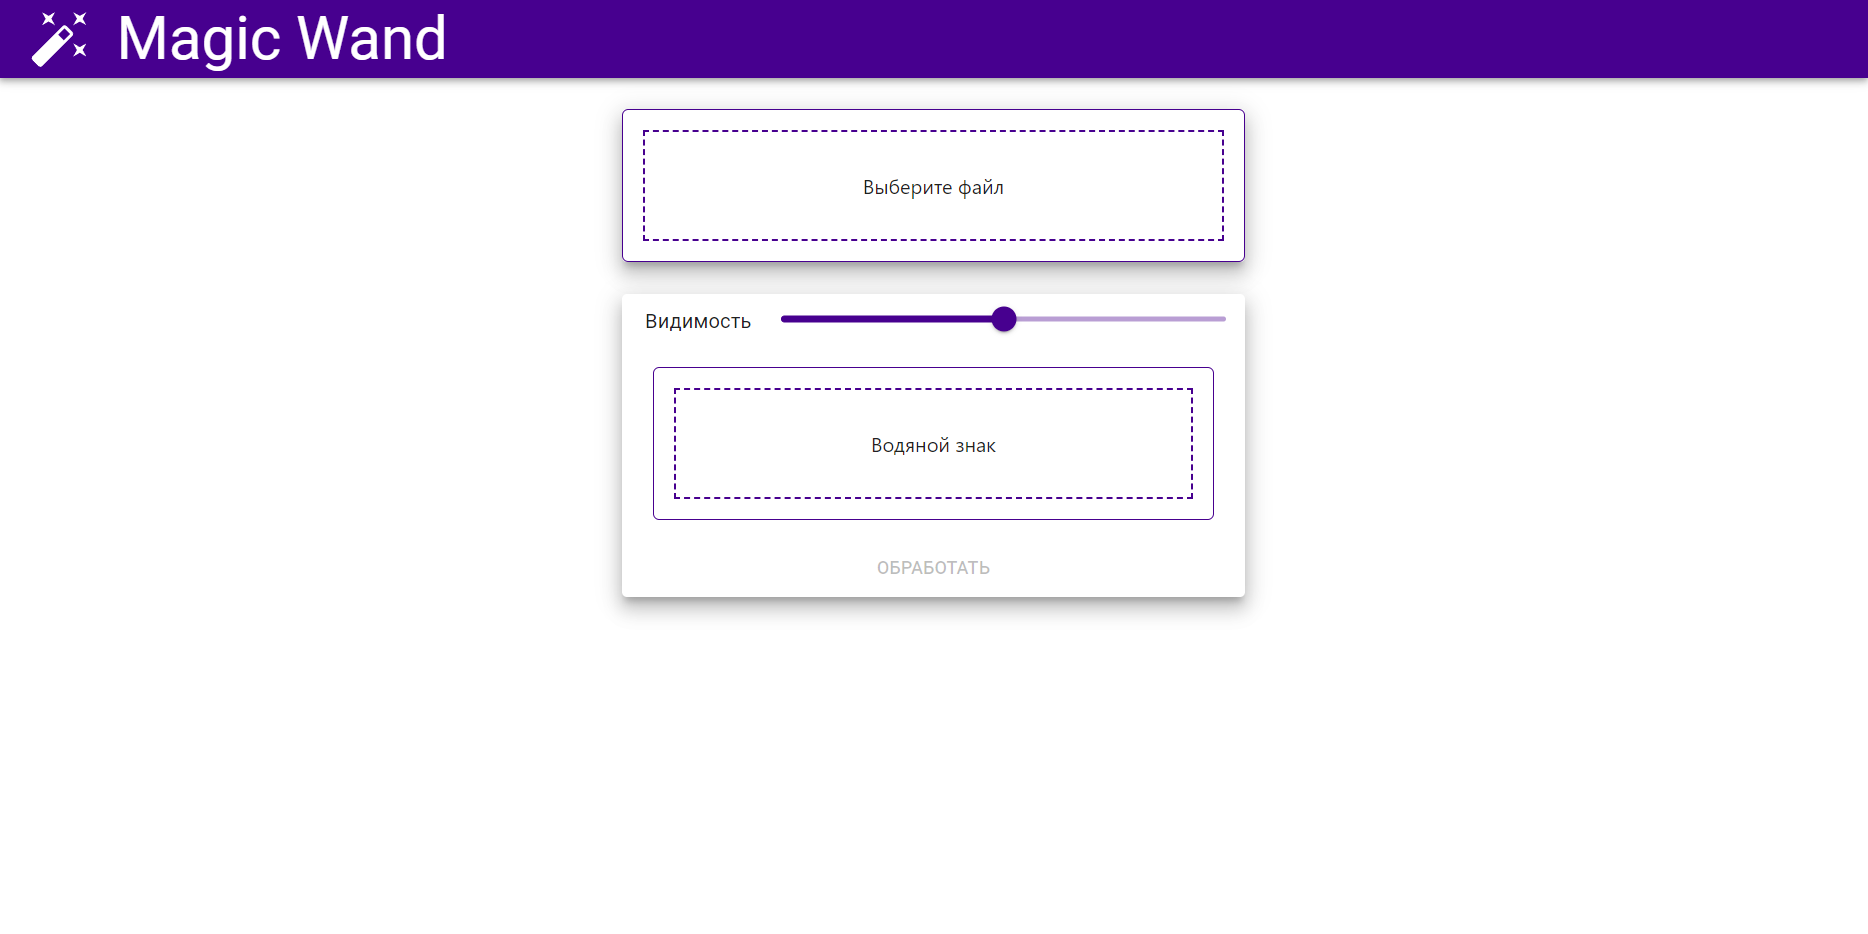 Magic Wand
Выберите файл
Видимость
Водяной знак
ОБРАБОТАТЬ